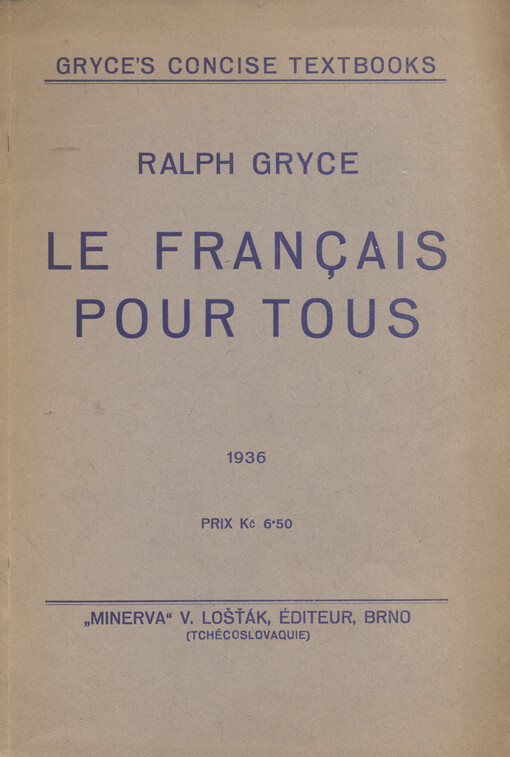 GRYCE'S CONCISE TEXTBOOKS
RALPH GRYCE
LE FRANÇAIS
POUR TOUS
1936
PRIX Kč 6·50
„MINERVA“ V. LOŠŤÁK, ÉDITEUR, BRNO
(TCHÉCOSLOVAQUIE)